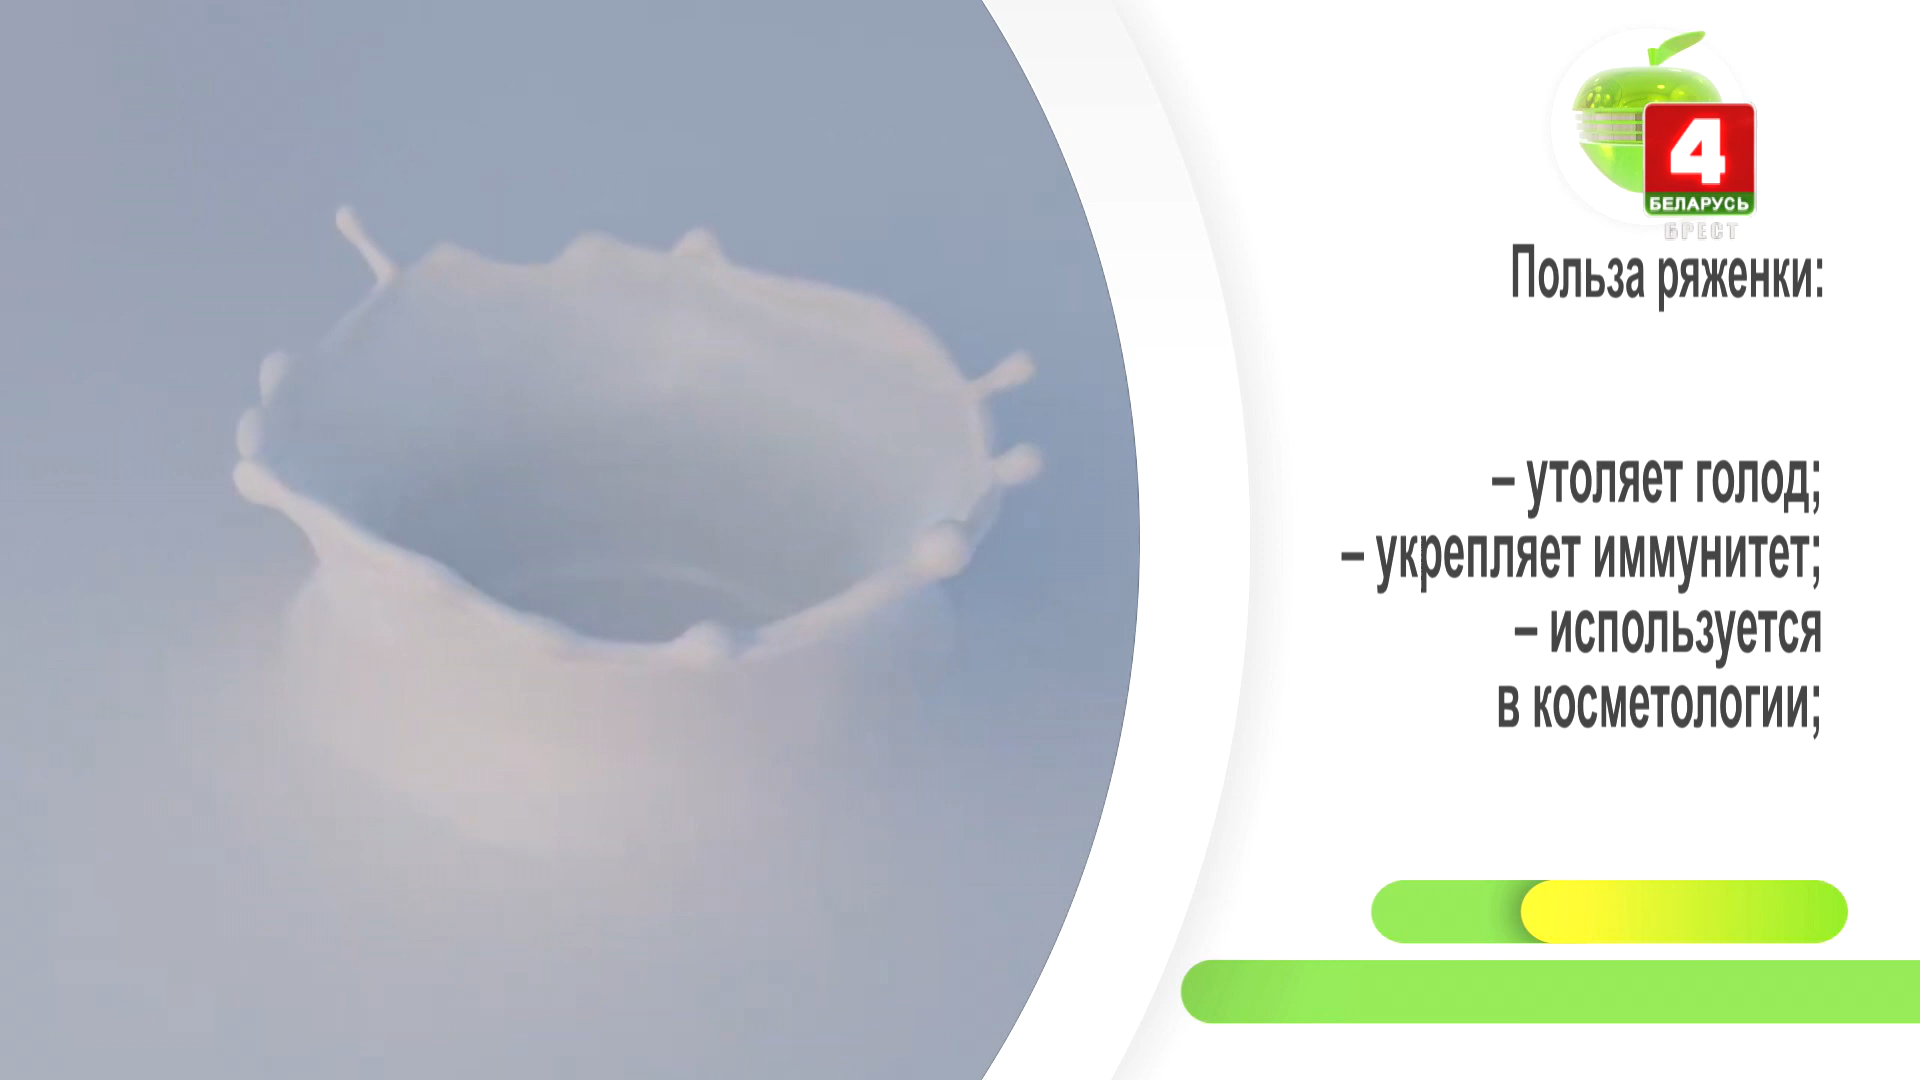 4
БЕЛАРУСЬ
БРЕСТ
Польза ряженки:
– утоляет голод;
– укрепляет иммунитет;
– используется
в косметологии;